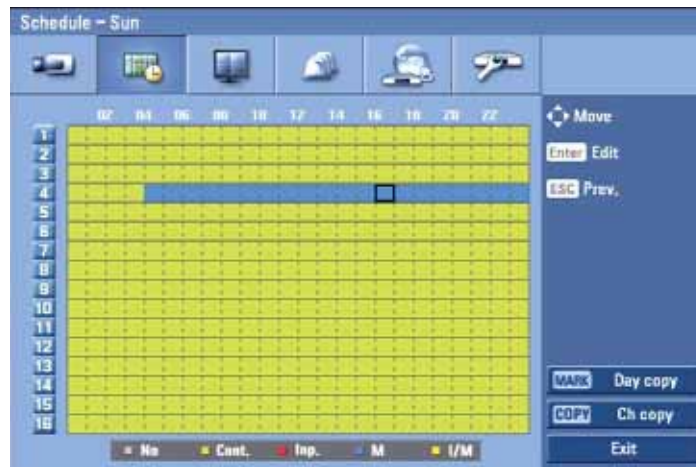 Schedule – Sun
02 04 06 08 10 12 14 16 18 20 22
Move
Enter Edit
ESC Prev.
1
2
3
4
5
6
7
8
9
10
11
12
13
14
15
16
MARK Day copy
COPY Ch copy
Exit
No Cont. Inp. M I/M